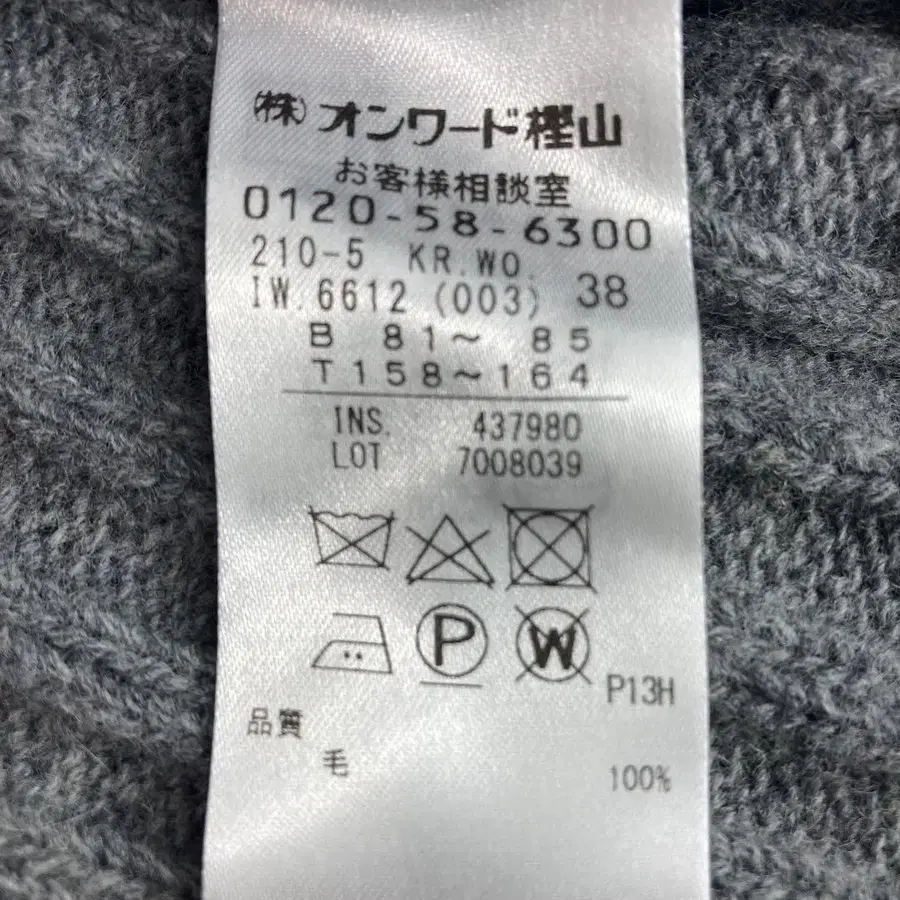 (株)オンワード樫山
お客様相談室
0120-58-6300
210-5 KR.WO.
IW.6612 (003) 38
B 81～ 85
T158～164
INS. 437980
LOT 7008039
P W
P13H
品質
毛 100%